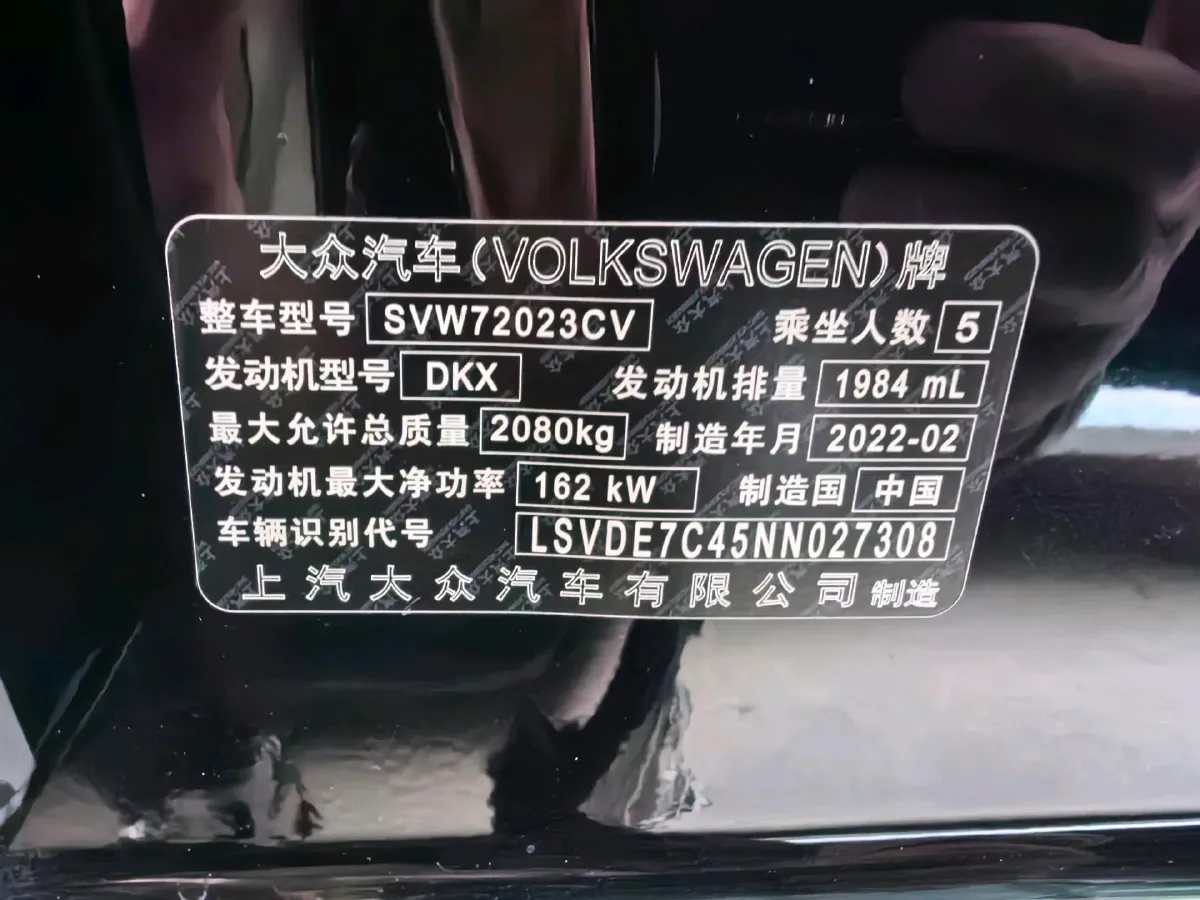 大众汽车(VOLKSWAGEN)牌
整车型号 SVW72023CV 乘坐人数 5
发动机型号 DKX 发动机排量 1984 mL
最大允许总质量 2080kg 制造年月 2022-02
发动机最大净功率 162 kW 制造国 中国
车辆识别代号 LSVDE7C45NN027308
上汽大众汽车有限公司 制造